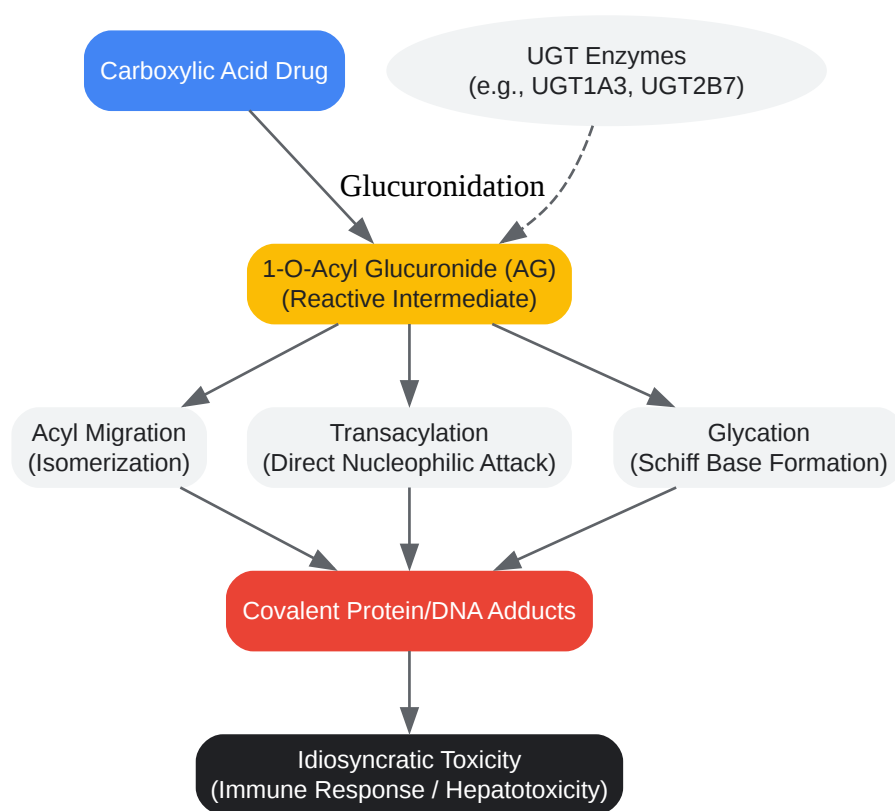 Carboxylic Acid Drug
UGT Enzymes
(e.g., UGT1A3, UGT2B7)
Glucuronidation
1-O-Acyl Glucuronide (AG)
(Reactive Intermediate)
Acyl Migration
(Isomerization)
Transacylation
(Direct Nucleophilic Attack)
Glycation
(Schiff Base Formation)
Covalent Protein/DNA Adducts
Idiosyncratic Toxicity
(Immune Response / Hepatotoxicity)